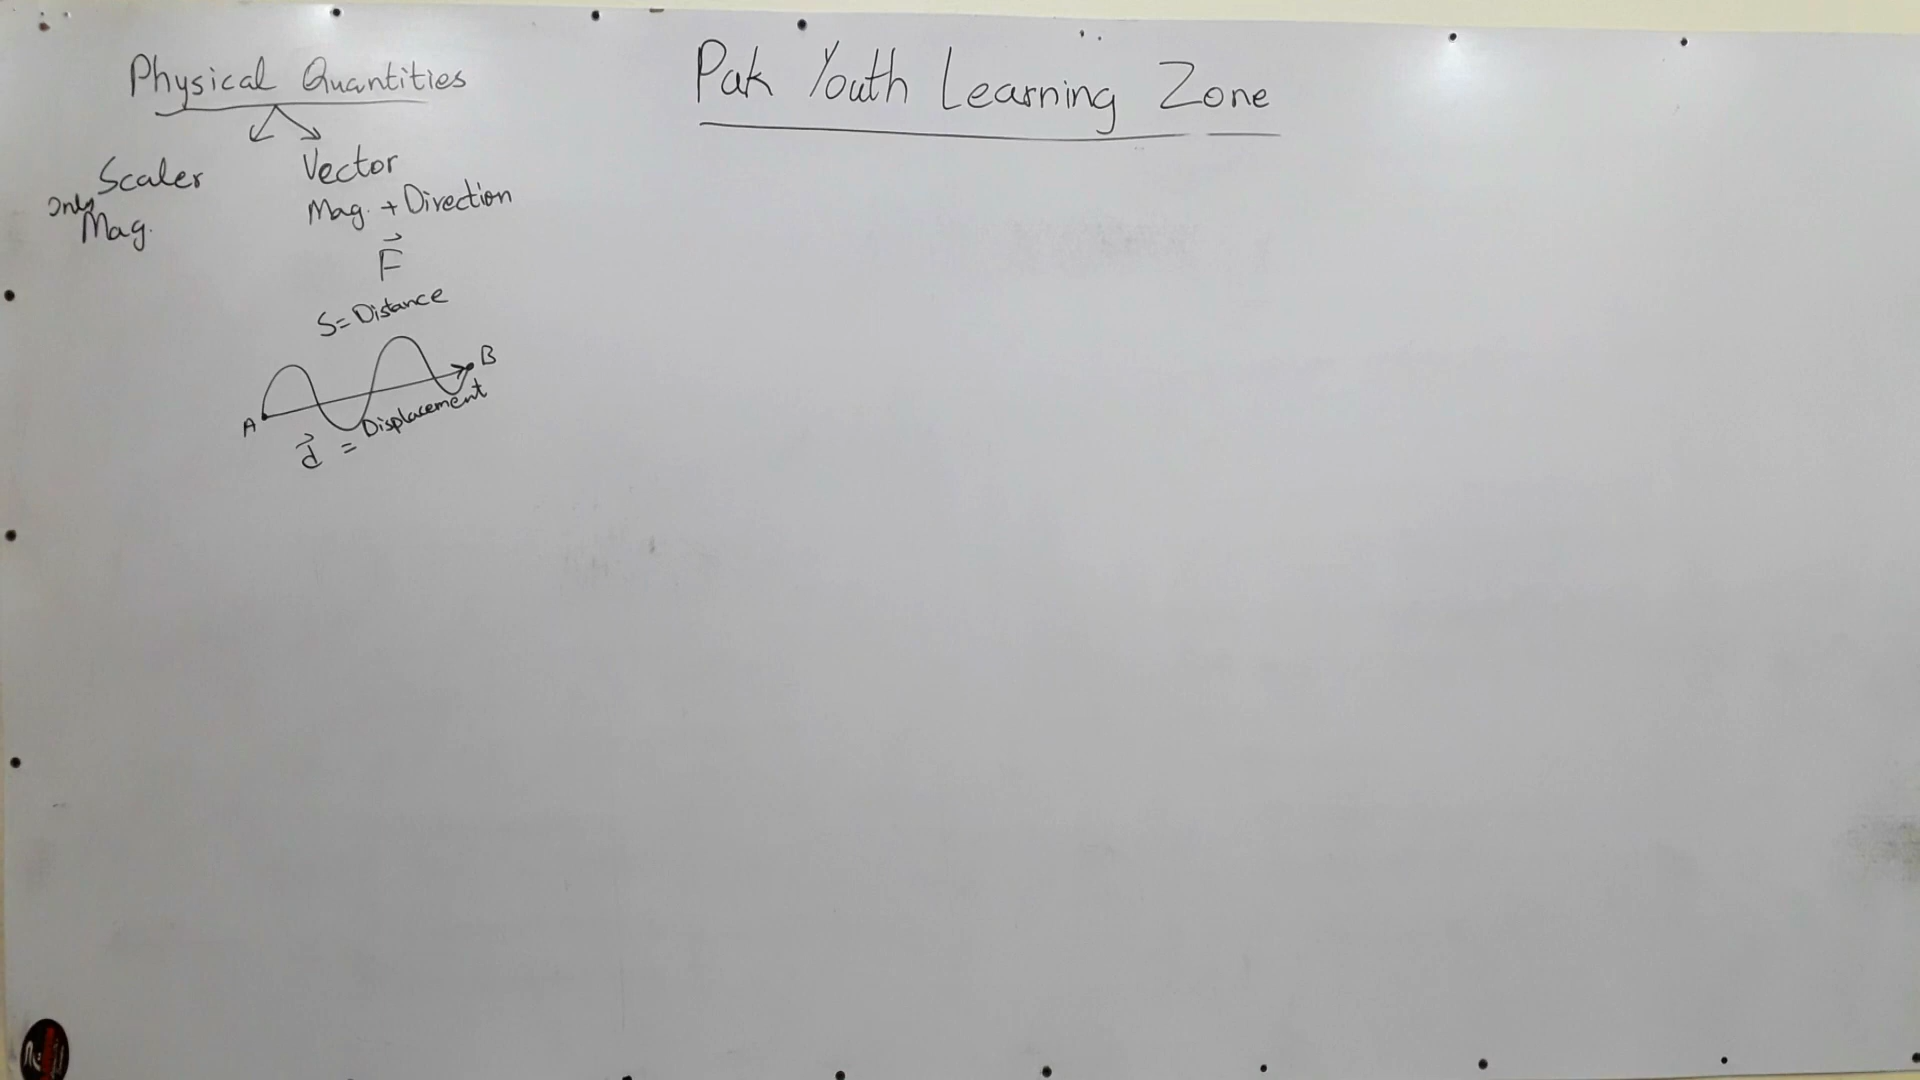 Pak Youth Learning Zone
Physical Quantities
Scaler
Only
Mag.
Vector
Mag. + Direction
F⃗
S = Distance
A
B
d⃗ = Displacement